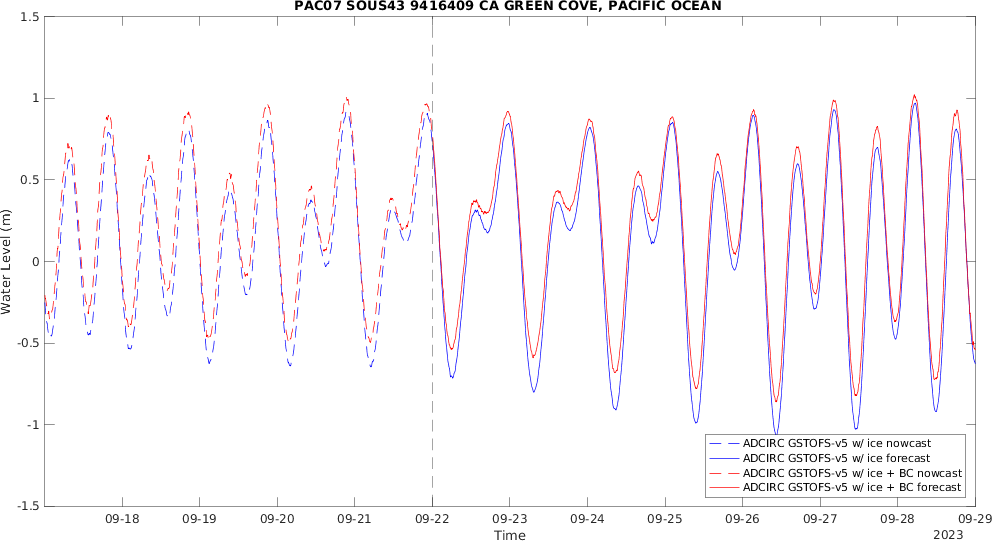 PAC07 SOUS43 9416409 CA GREEN COVE, PACIFIC OCEAN
1.5
1
0.5
0
-0.5
-1
-1.5
Water Level (m)
ADCIRC GSTOFS-v5 w/ ice nowcast
ADCIRC GSTOFS-v5 w/ ice forecast
ADCIRC GSTOFS-v5 w/ ice + BC nowcast
ADCIRC GSTOFS-v5 w/ ice + BC forecast
09-18 09-19 09-20 09-21 09-22 09-23 09-24 09-25 09-26 09-27 09-28 09-29
Time
2023